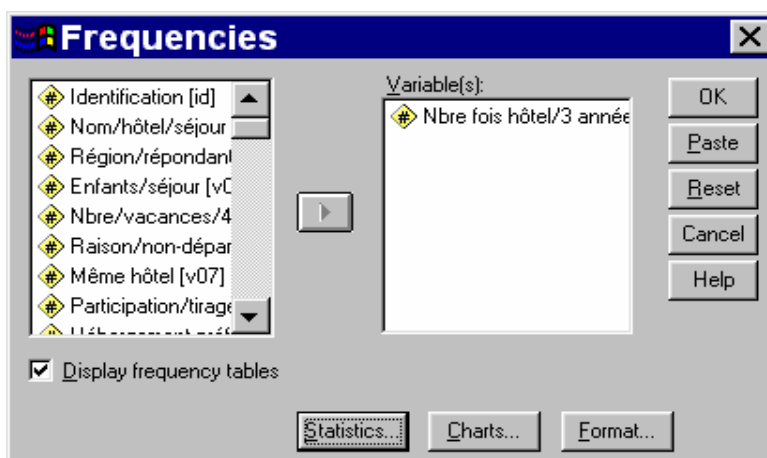 Frequencies
Identification [id]
Nom/hôtel/séjour
Région/répondant
Enfants/séjour [v0
Nbre/vacances/4
Raison/non-dépar
Même hôtel [v07]
Participation/tirage
Variable(s):
Nbre fois hôtel/3 année
OK
Paste
Reset
Cancel
Help
Display frequency tables
Statistics...
Charts...
Format...